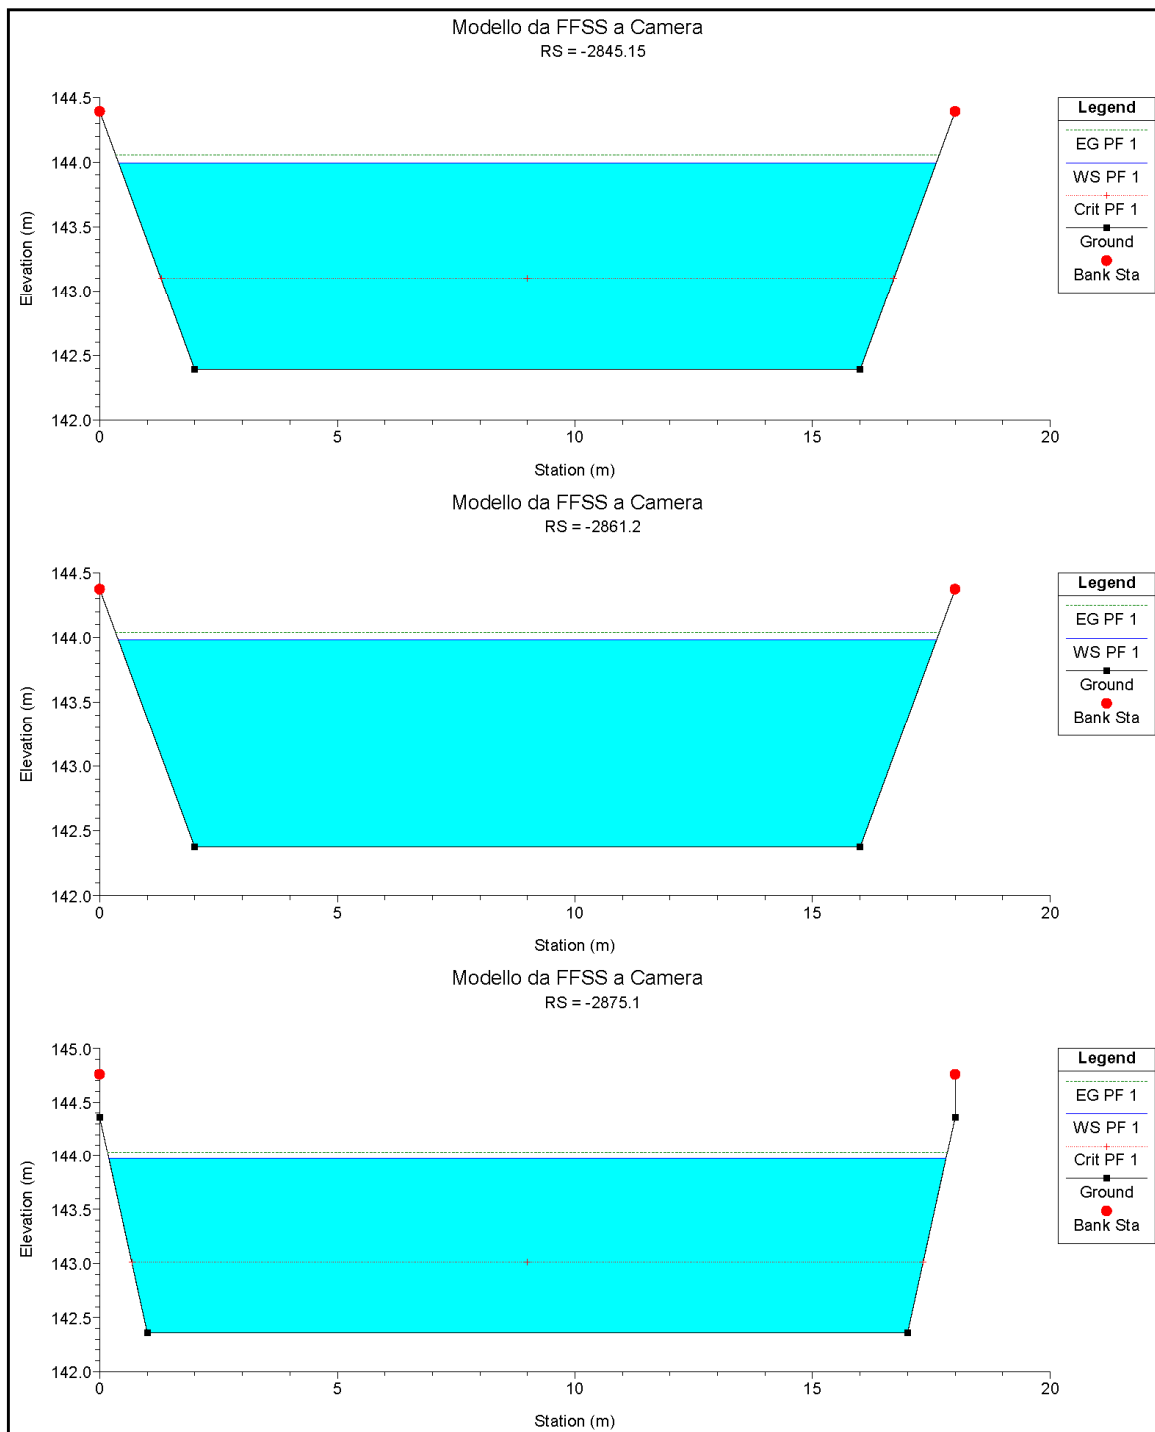 Modello da FFSS a Camera
RS = -2845.15
144.5
144.0
143.5
143.0
142.5
142.0
Elevation (m)
0
5
10
15
20
Station (m)
Legend
EG PF 1
WS PF 1
Crit PF 1
Ground
Bank Sta
Modello da FFSS a Camera
RS = -2861.2
144.5
144.0
143.5
143.0
142.5
142.0
Elevation (m)
0
5
10
15
20
Station (m)
Legend
EG PF 1
WS PF 1
Ground
Bank Sta
Modello da FFSS a Camera
RS = -2875.1
145.0
144.5
144.0
143.5
143.0
142.5
142.0
Elevation (m)
0
5
10
15
20
Station (m)
Legend
EG PF 1
WS PF 1
Crit PF 1
Ground
Bank Sta